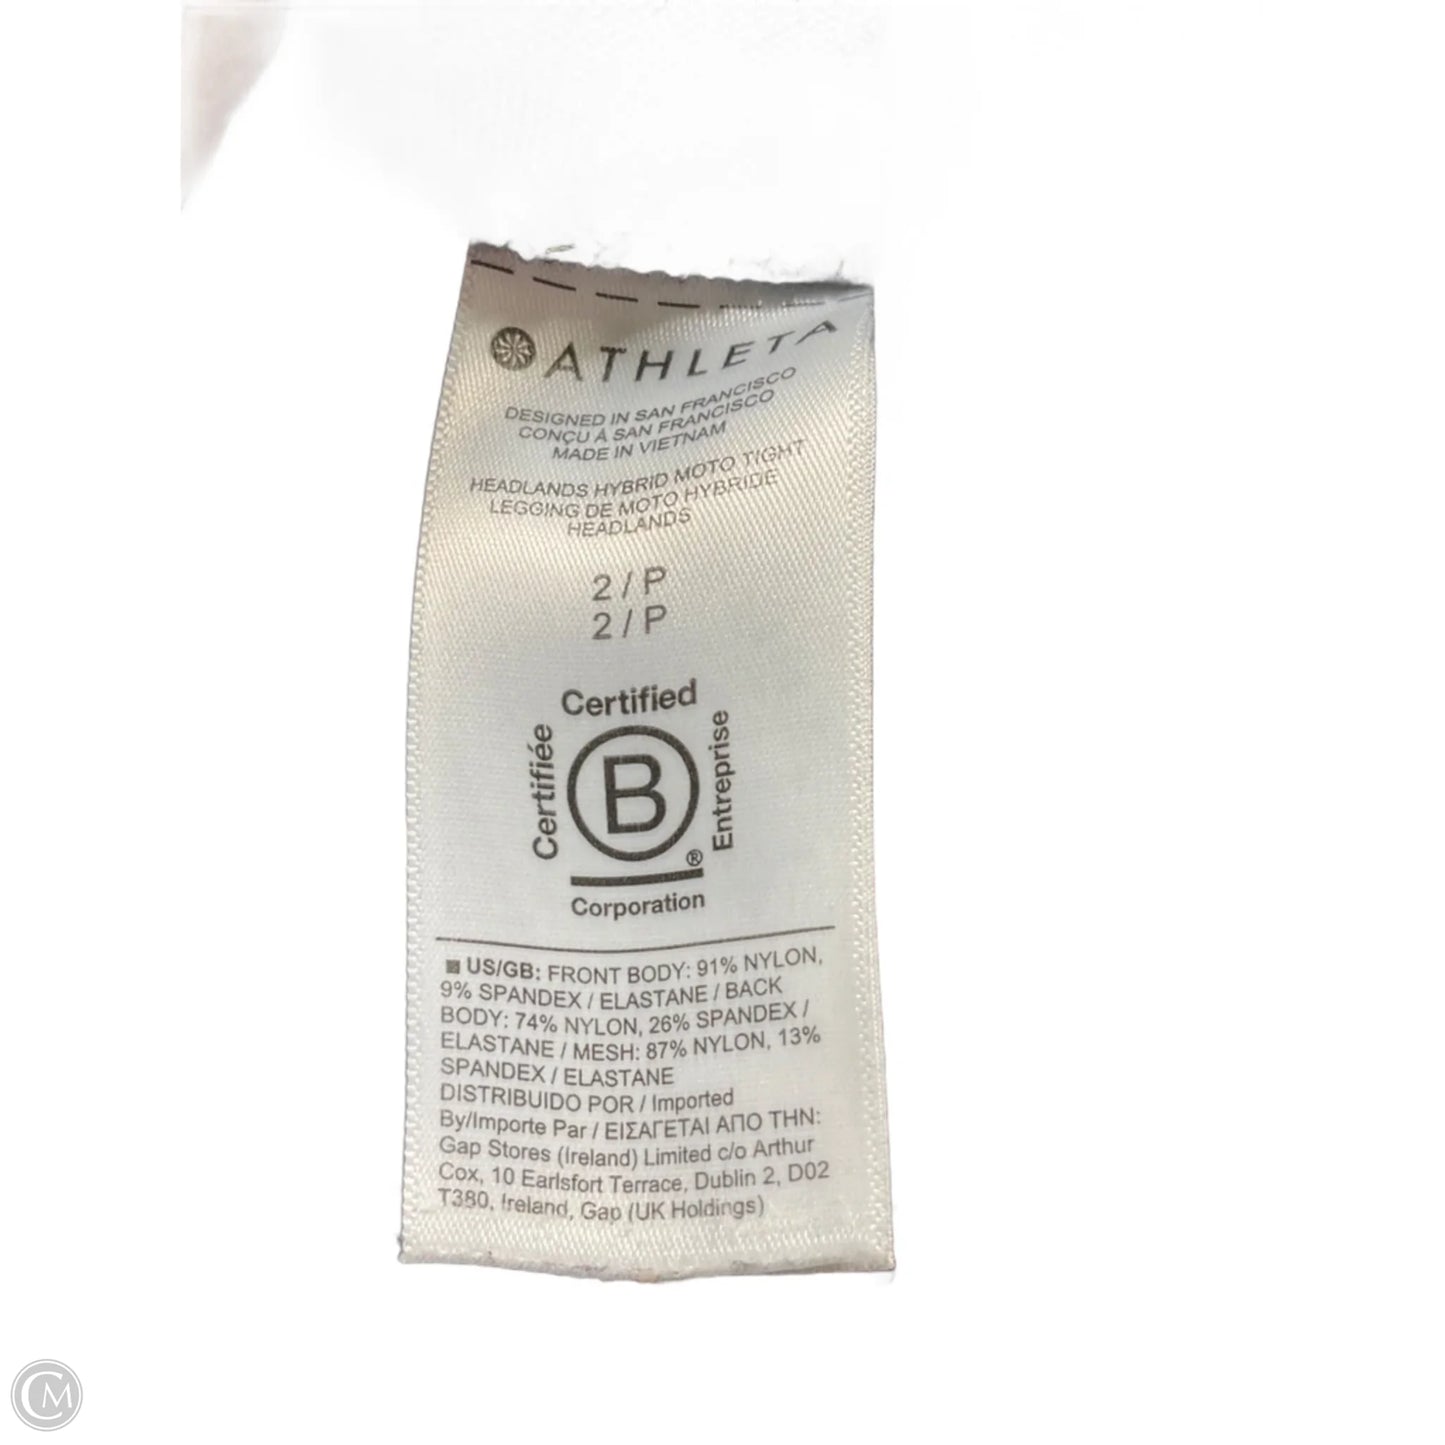 ATHLETA
DESIGNED IN SAN FRANCISCO
CONÇU À SAN FRANCISCO
MADE IN VIETNAM
HEADLANDS HYBRID MOTO TIGHT
LEGGING DE MOTO HYBRIDE
HEADLANDS
2 / P
2 / P
Certified
Certifiée
B
Entreprise
®
Corporation
US/GB: FRONT BODY: 91% NYLON,
9% SPANDEX / ELASTANE / BACK
BODY: 74% NYLON, 26% SPANDEX /
ELASTANE / MESH: 87% NYLON, 13%
SPANDEX / ELASTANE
DISTRIBUIDO POR / Imported
By/Importe Par / ΕΙΣΑΓΕΤΑΙ ΑΠΟ ΤΗΝ:
Gap Stores (Ireland) Limited c/o Arthur
Cox, 10 Earlsfort Terrace, Dublin 2, D02
T380, Ireland, Gap (UK Holdings)
CM